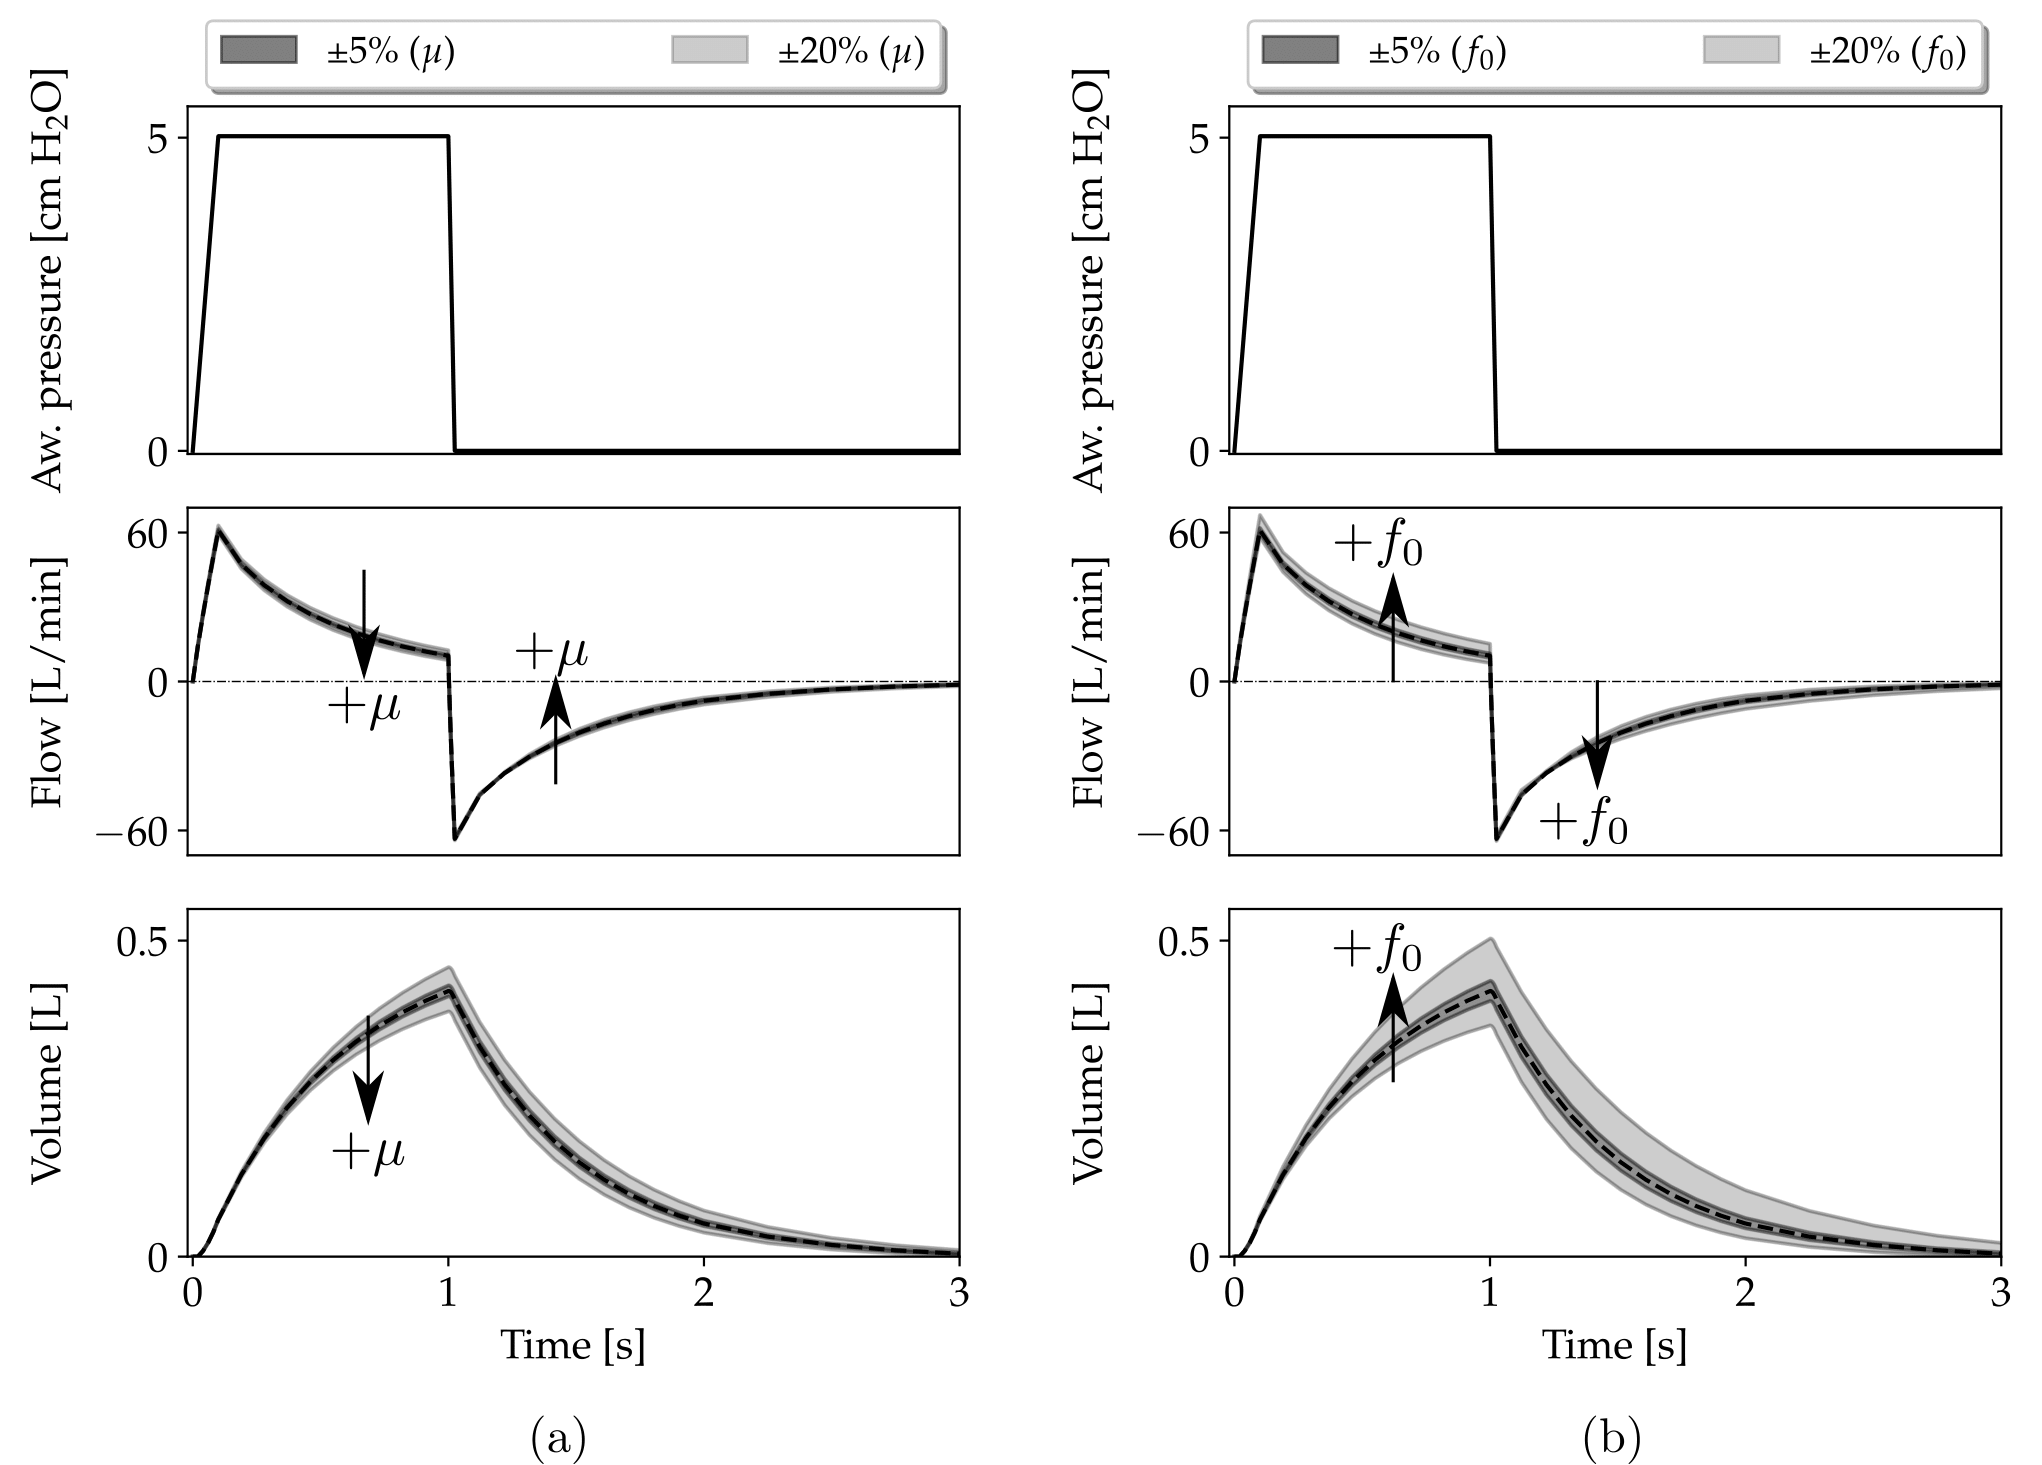 ±5% (μ) ±20% (μ)
Aw. pressure [cm H₂O]
5
0
Flow [L/min]
60
0
−60
+μ
+μ
Volume [L]
0.5
0
+μ
0 1 2 3
Time [s]
(a)
±5% (f₀) ±20% (f₀)
Aw. pressure [cm H₂O]
5
0
Flow [L/min]
60
0
−60
+f₀
+f₀
Volume [L]
0.5
0
+f₀
0 1 2 3
Time [s]
(b)